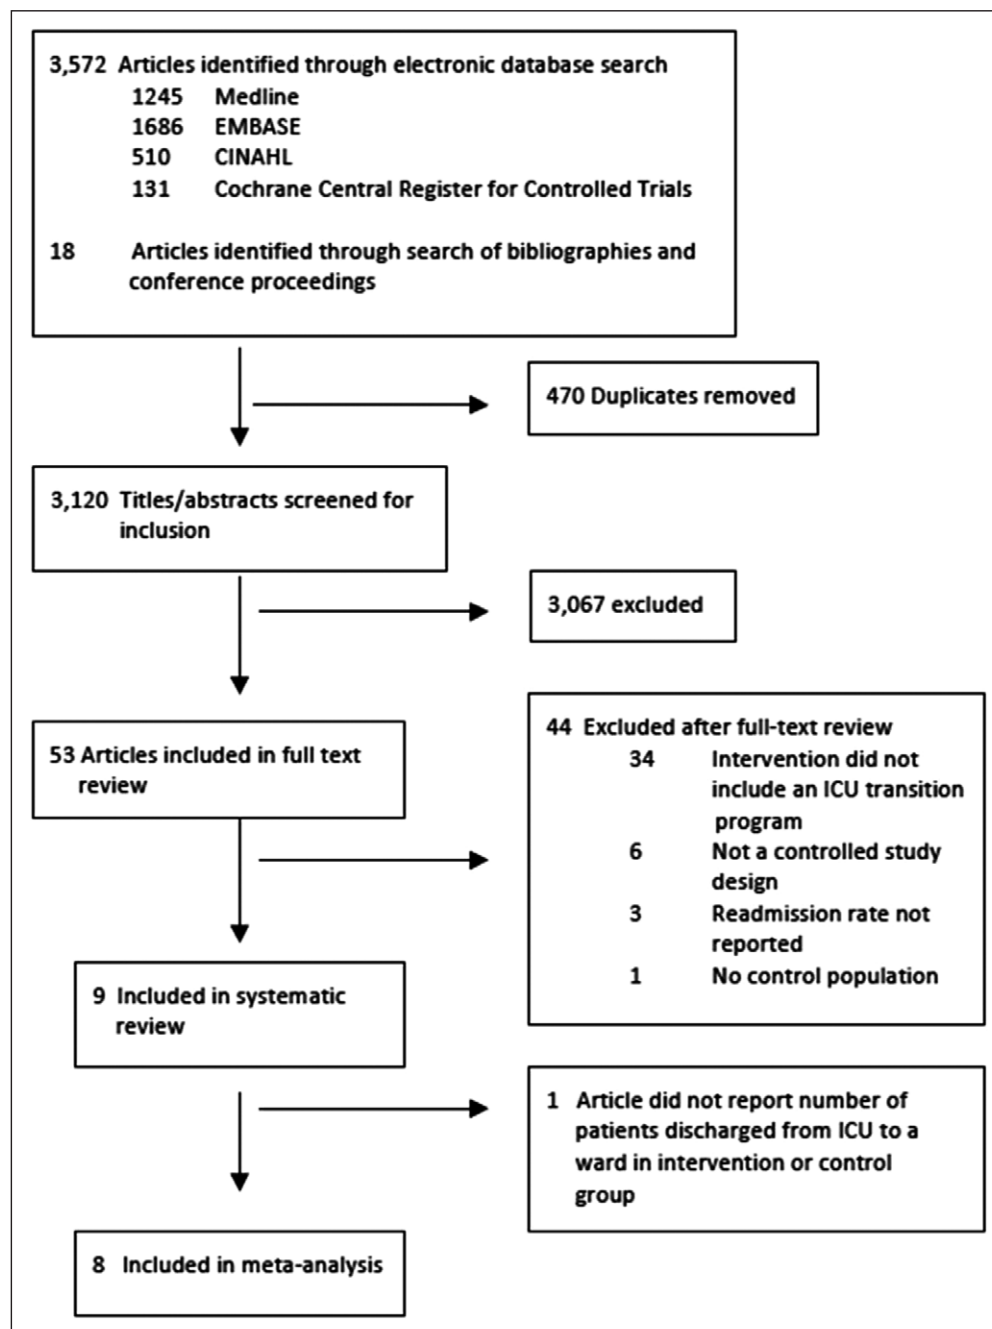 3,572 Articles identified through electronic database search
1245 Medline
1686 EMBASE
510 CINAHL
131 Cochrane Central Register for Controlled Trials
18 Articles identified through search of bibliographies and
conference proceedings
470 Duplicates removed
3,120 Titles/abstracts screened for
inclusion
3,067 excluded
53 Articles included in full text
review
44 Excluded after full-text review
34 Intervention did not
include an ICU transition
program
6 Not a controlled study
design
3 Readmission rate not
reported
1 No control population
9 Included in systematic
review
1 Article did not report number of
patients discharged from ICU to a
ward in intervention or control
group
8 Included in meta-analysis